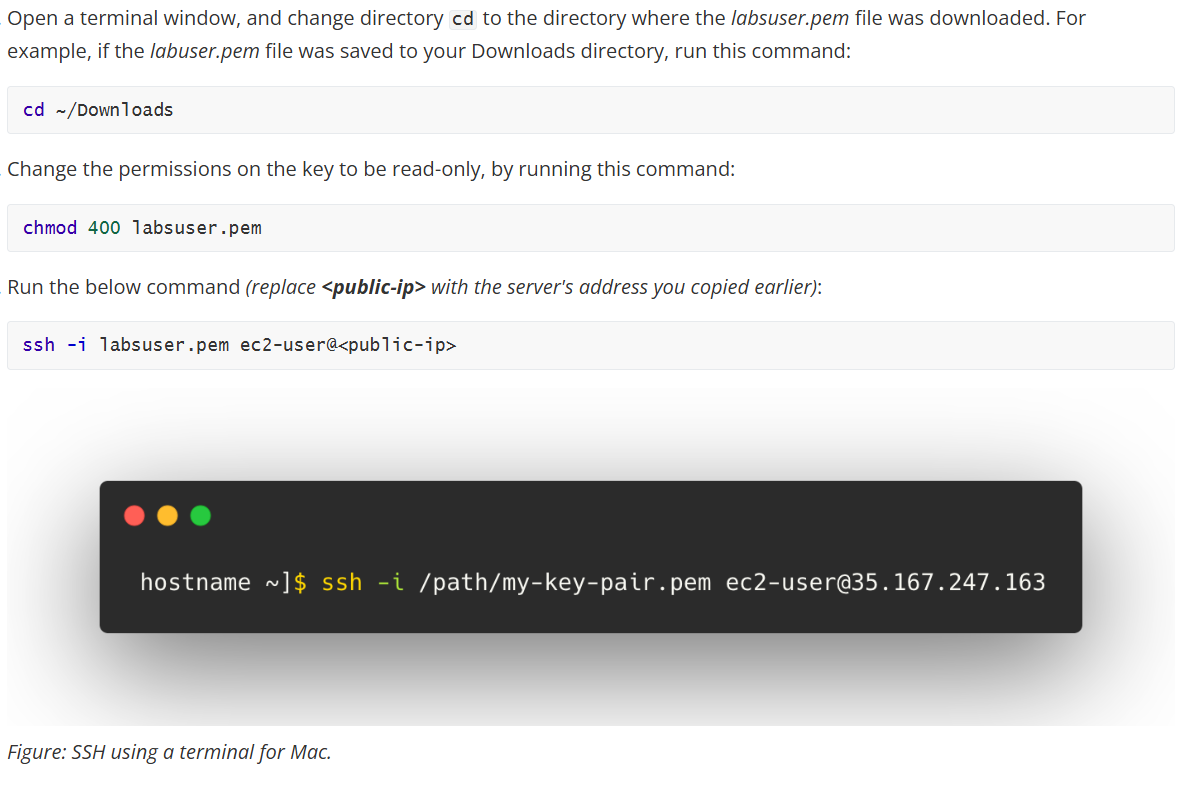 Open a terminal window, and change directory cd to the directory where the labsuser.pem file was downloaded. For
example, if the labuser.pem file was saved to your Downloads directory, run this command:
cd ~/Downloads
Change the permissions on the key to be read-only, by running this command:
chmod 400 labsuser.pem
Run the below command (replace <public-ip> with the server's address you copied earlier):
ssh -i labsuser.pem ec2-user@<public-ip>
hostname ~]$ ssh -i /path/my-key-pair.pem ec2-user@35.167.247.163
Figure: SSH using a terminal for Mac.